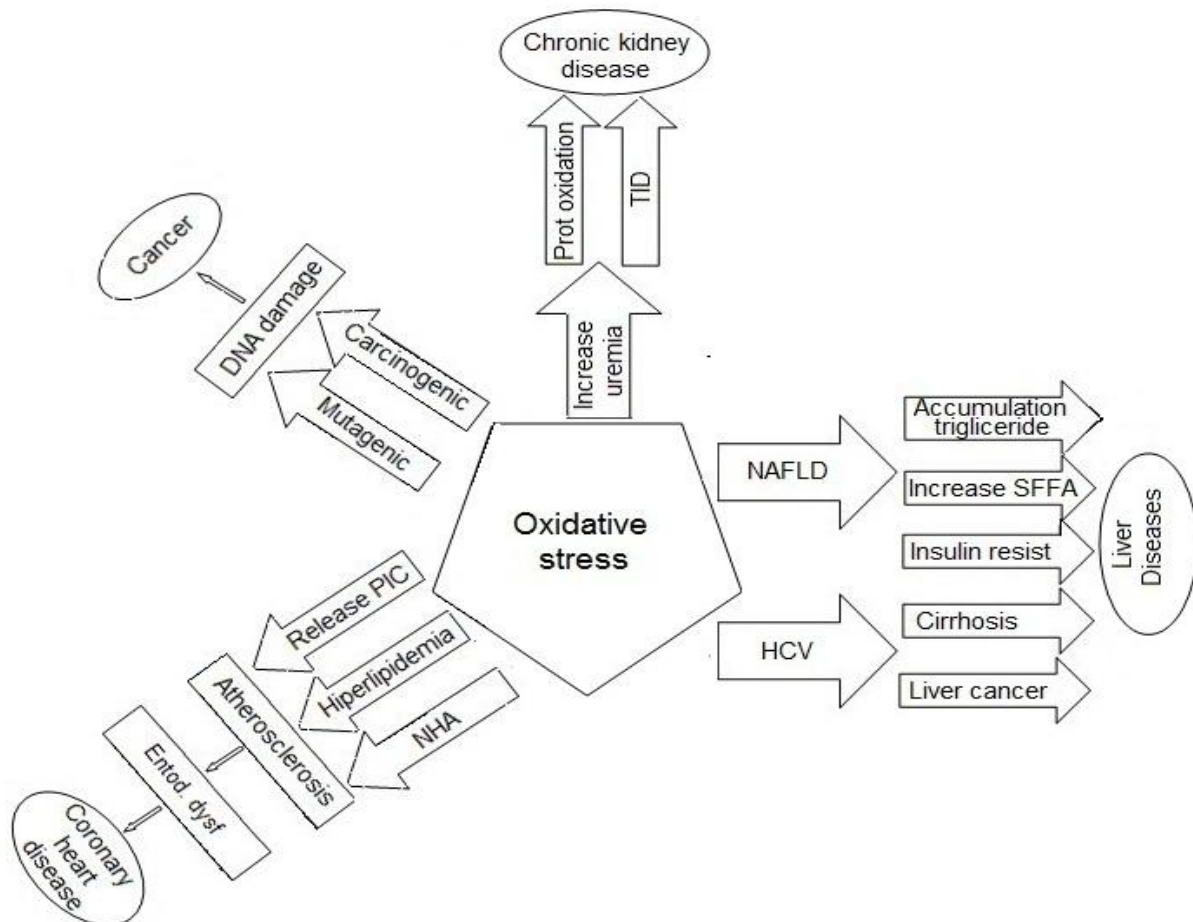 Chronic kidney
disease
Prot oxidation
TID
Increase
uremia
Cancer
DNA damage
Carcinogenic
Mutagenic
Oxidative
stress
NAFLD
Accumulation
trigliceride
Increase SFFA
Insulin resist
Liver
Diseases
HCV
Cirrhosis
Liver cancer
Release PIC
Hiperlipidemia
NHA
Atherosclerosis
Entod. dysf
Coronary
heart
disease